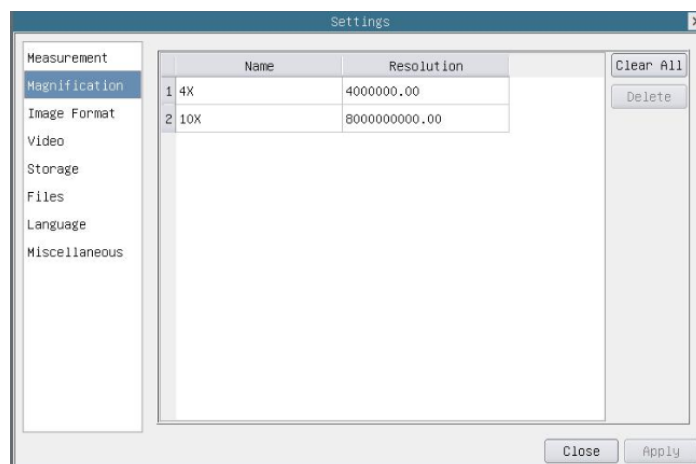 Settings
Measurement
Magnification
Image Format
Video
Storage
Files
Language
Miscellaneous
Name Resolution
1 4X 4000000.00
2 10X 8000000000.00
Clear All
Delete
Close Apply